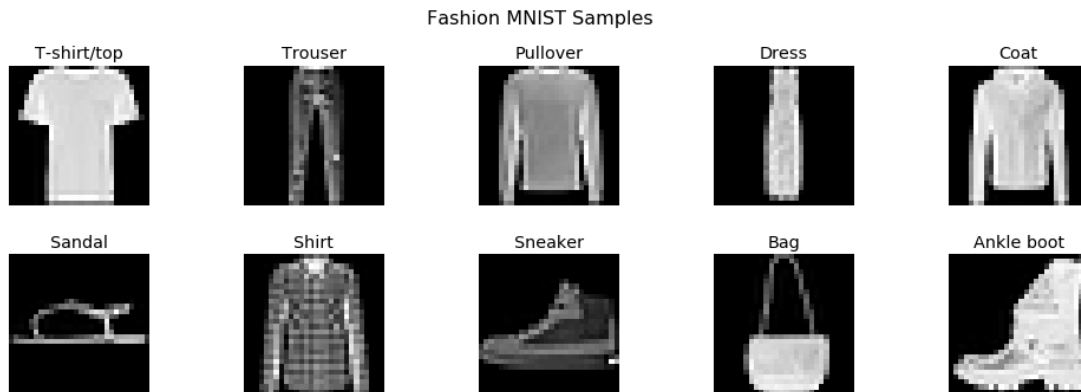 Fashion MNIST Samples
T-shirt/top
Trouser
Pullover
Dress
Coat
Sandal
Shirt
Sneaker
Bag
Ankle boot